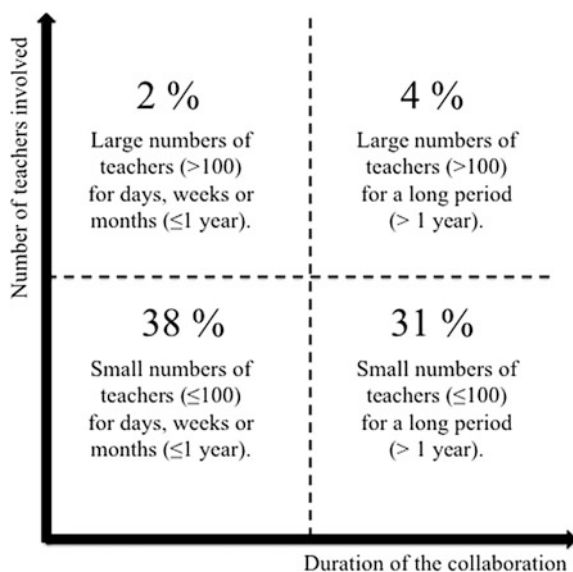 Number of teachers involved
2 %
Large numbers of
teachers (>100)
for days, weeks or
months (≤1 year).
4 %
Large numbers of
teachers (>100)
for a long period
(> 1 year).
38 %
Small numbers of
teachers (≤100)
for days, weeks or
months (≤1 year).
31 %
Small numbers of
teachers (≤100)
for a long period
(> 1 year).
Duration of the collaboration